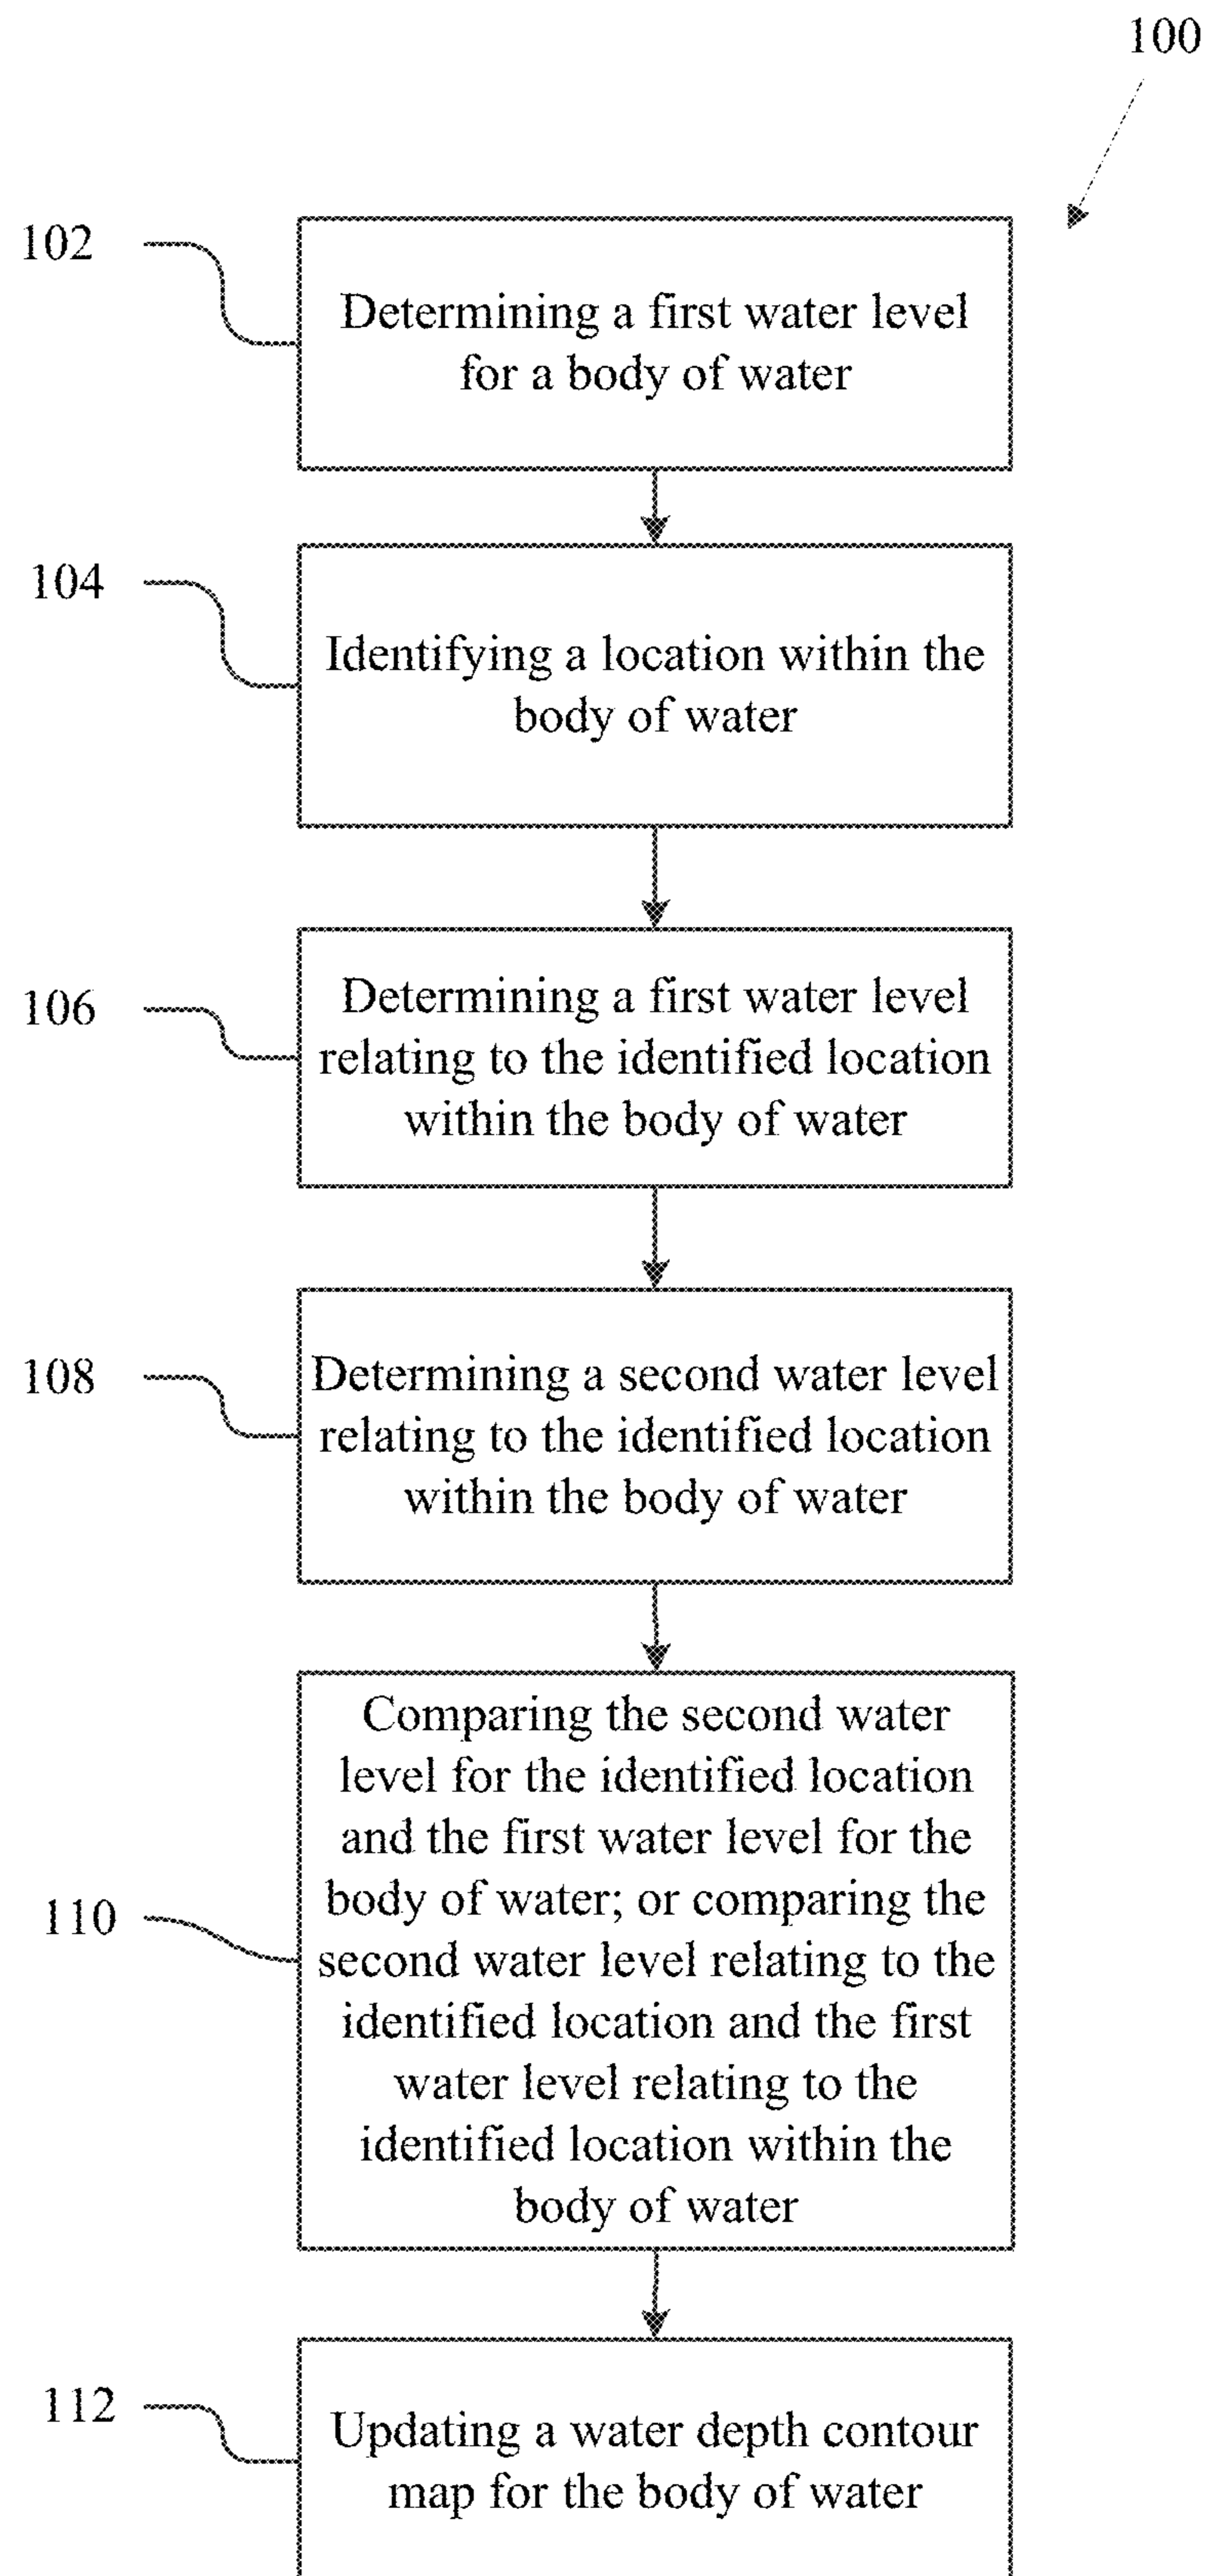 100
102
Determining a first water level
for a body of water
104
Identifying a location within the
body of water
106
Determining a first water level
relating to the identified location
within the body of water
108
Determining a second water level
relating to the identified location
within the body of water
110
Comparing the second water
level for the identified location
and the first water level for the
body of water; or comparing the
second water level relating to the
identified location and the first
water level relating to the
identified location within the
body of water
112
Updating a water depth contour
map for the body of water